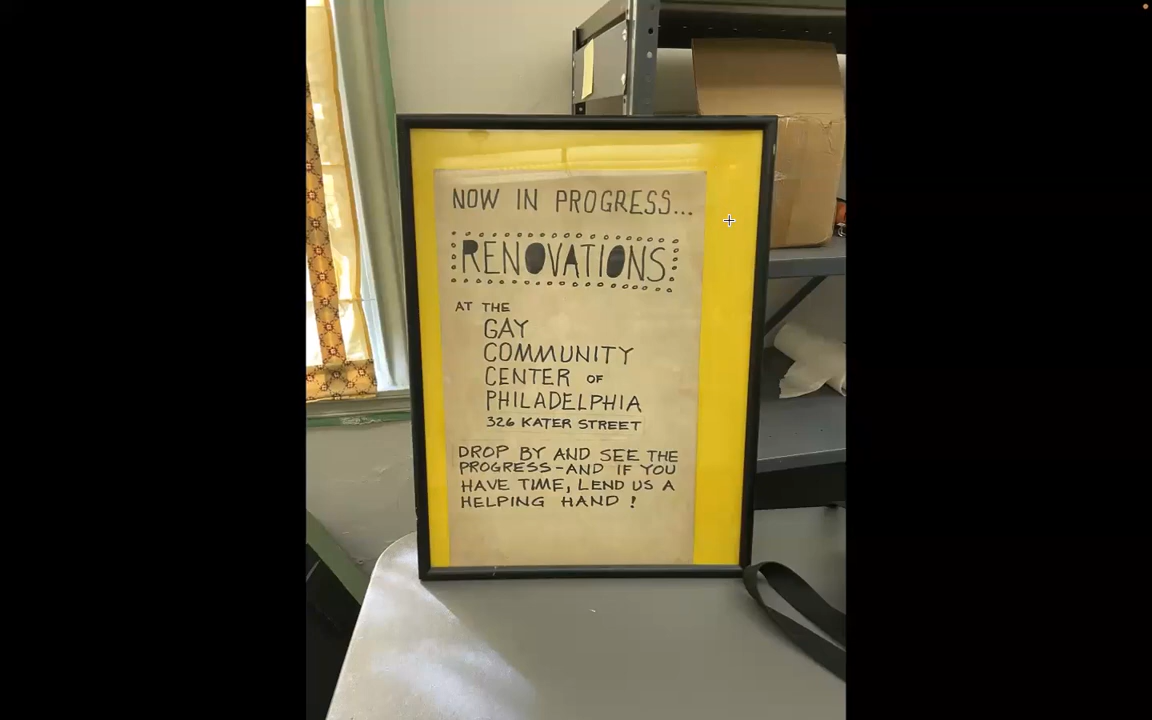 NOW IN PROGRESS...
RENOVATIONS
AT THE
GAY
COMMUNITY
CENTER OF
PHILADELPHIA
326 KATER STREET
DROP BY AND SEE THE
PROGRESS-AND IF YOU
HAVE TIME, LEND US A
HELPING HAND !